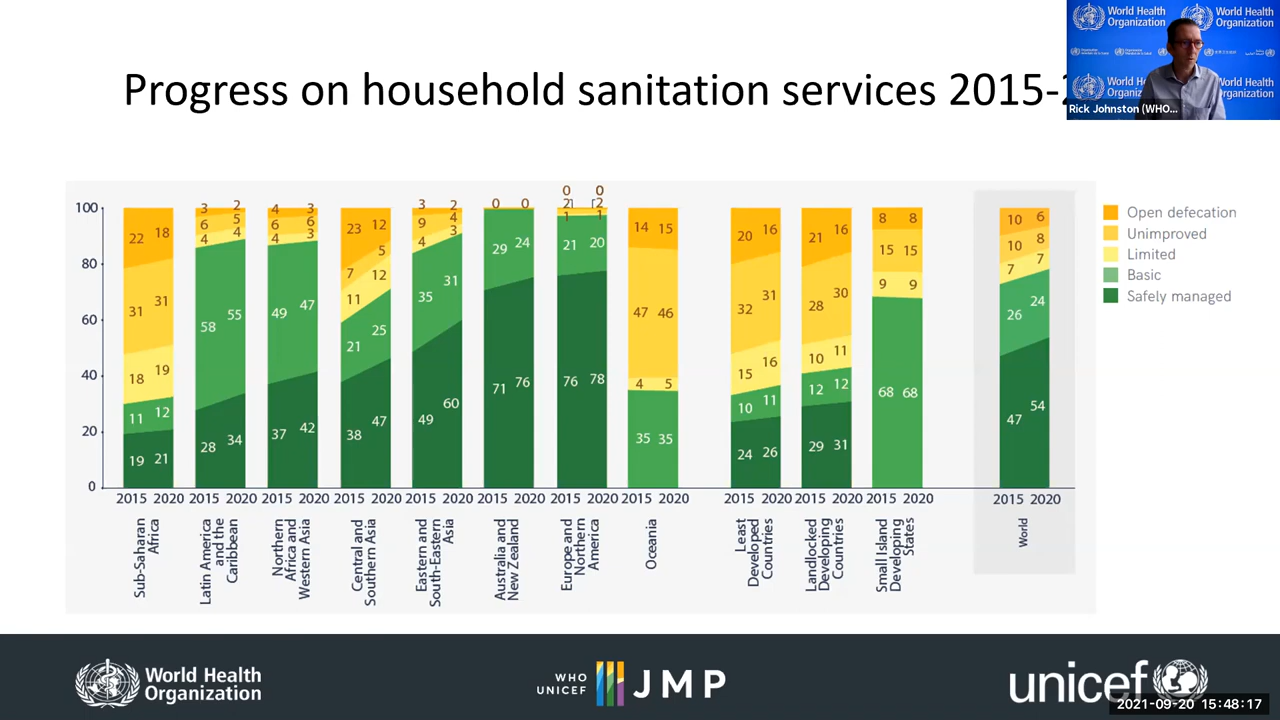 Progress on household sanitation services 2015-
World Health Organization
World Health Organization
Rick Johnston (WHO...
0 0
3 2 4 3 3 2 0 0 2 2
100
80
60
40
20
0
22 18
31 31
18 19
11 12
19 21
6 5
4 4
58 55
28 34
6 6
4 3
49 47
37 42
23 12
7 5
11 12
21 25
38 47
9 4
4 3
35 31
49 60
29 24
71 76
1 1
21 20
76 78
14 15
47 46
4 5
35 35
20 16
32 31
15 16
10 11
24 26
21 16
28 30
10 11
12 12
29 31
8 8
15 15
9 9
68 68
10 6
10 8
7 7
26 24
47 54
2015 2020 2015 2020 2015 2020 2015 2020 2015 2020 2015 2020 2015 2020 2015 2020 2015 2020 2015 2020 2015 2020 2015 2020
Sub-Saharan
Africa
Latin America
and the
Caribbean
Northern
Africa and
Western Asia
Central and
Southern Asia
Eastern and
South-Eastern
Asia
Australia and
New Zealand
Europe and
Northern
America
Oceania
Least
Developed
Countries
Landlocked
Developing
Countries
Small Island
Developing
States
World
Open defecation
Unimproved
Limited
Basic
Safely managed
World Health
Organization
WHO
UNICEF
JMP
unicef
2021-09-20 15:48:17